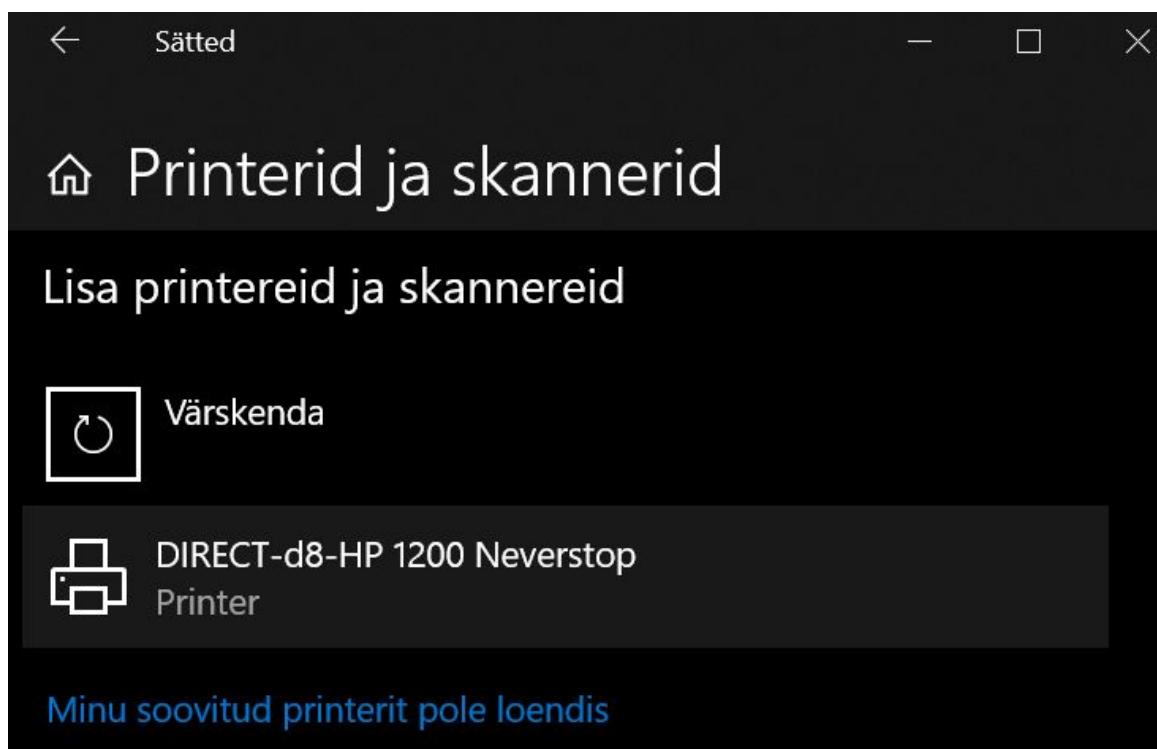 Sätted
Printerid ja skannerid
Lisa printereid ja skannereid
Värskenda
DIRECT-d8-HP 1200 Neverstop
Printer
Minu soovitud printerit pole loendis